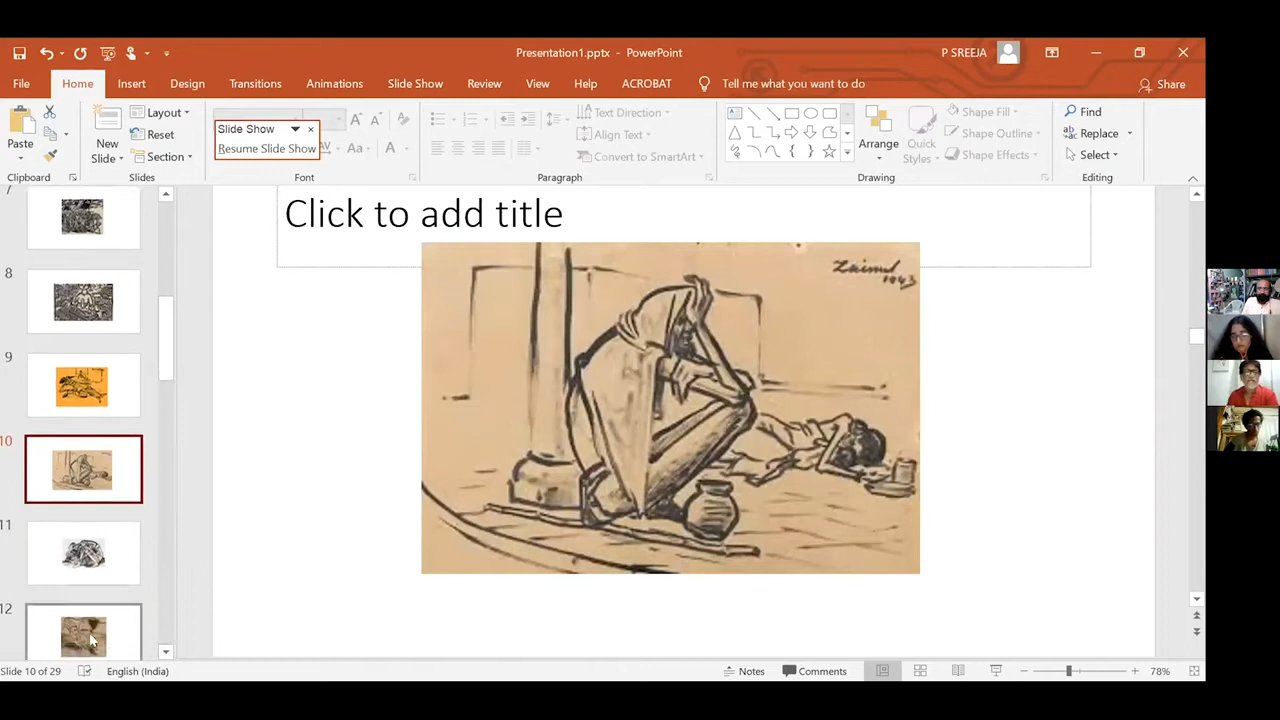 Presentation1.pptx - PowerPoint
P SREEJA
File
Home
Insert
Design
Transitions
Animations
Slide Show
Review
View
Help
ACROBAT
Tell me what you want to do
Share
Paste
Clipboard
New
Slide
Layout
Reset
Section
Slides
Slide Show
Resume Slide Show
Aa
A
Font
Text Direction
Align Text
Convert to SmartArt
Paragraph
Arrange
Quick
Styles
Shape Fill
Shape Outline
Shape Effects
Drawing
Find
Replace
Select
Editing
7
8
9
10
11
12
Click to add title
Zainul
1943
Slide 10 of 29
English (India)
Notes
Comments
78%